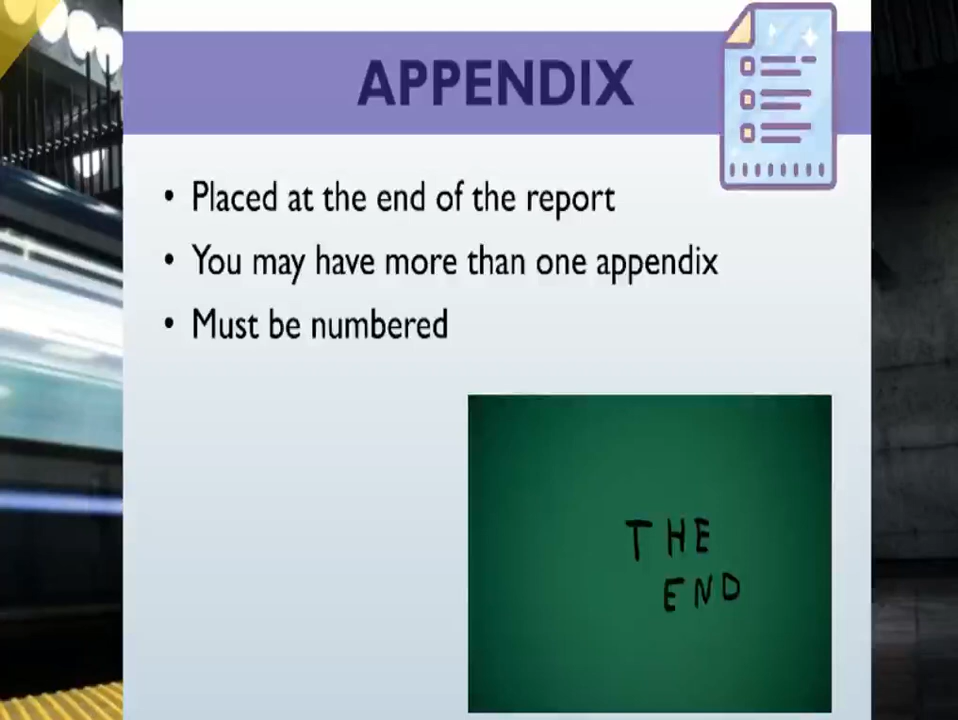 APPENDIX
• Placed at the end of the report
• You may have more than one appendix
• Must be numbered
THE
END